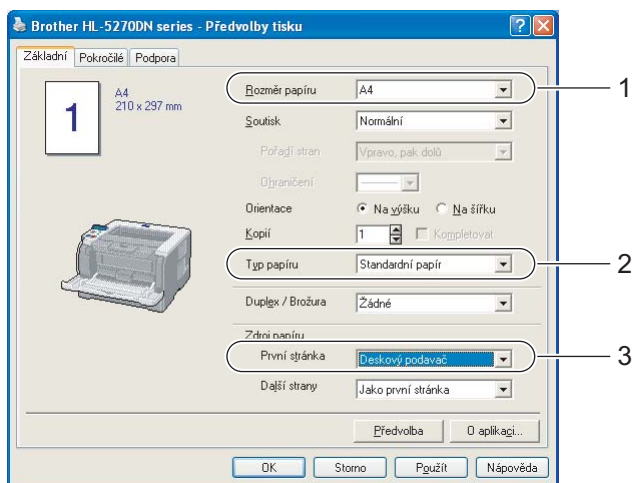 Brother HL-5270DN series - Předvolby tisku
Základní Pokročilé Podpora
1
A4
210 x 297 mm
Rozměr papíru A4 1
Soutisk Normální
Pořadí stran Vpravo, pak dolů
Ohraničení
Orientace Na výšku Na šířku
Kopií 1 Kompletovat
Typ papíru Standardní papír 2
Duplex / Brožura Žádné
Zdroj papíru
První stránka Deskový podavač 3
Další strany Jako první stránka
Předvolba O aplikaci...
OK Storno Použít Nápověda